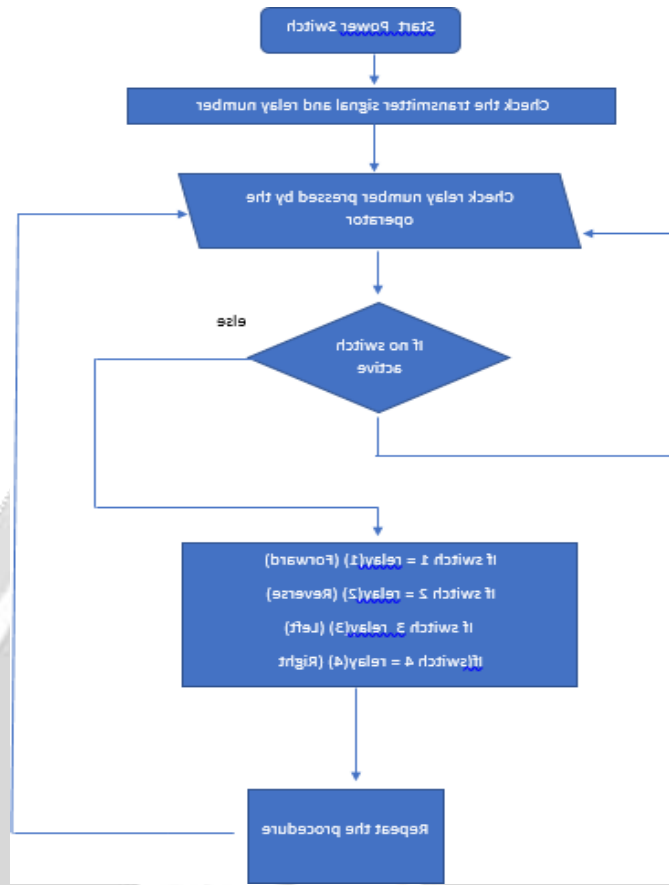 Start Power Switch
Check the transmitter signal and relay number
Check relay number pressed by the
operator
else
If no switch
active
If switch 1 = relay(1) (Forward)
If switch 2 = relay(2) (Reverse)
If switch 3 relay(3) (Left)
If(switch 4 = relay(4) (Right
Repeat the procedure